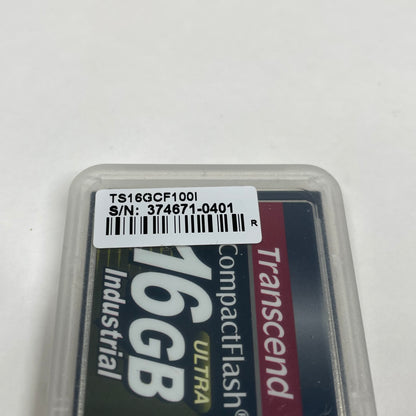 TS16GCF100I
S/N: 374671-0401
R
Transcend
CompactFlash®
ULTRA
16GB
Industrial